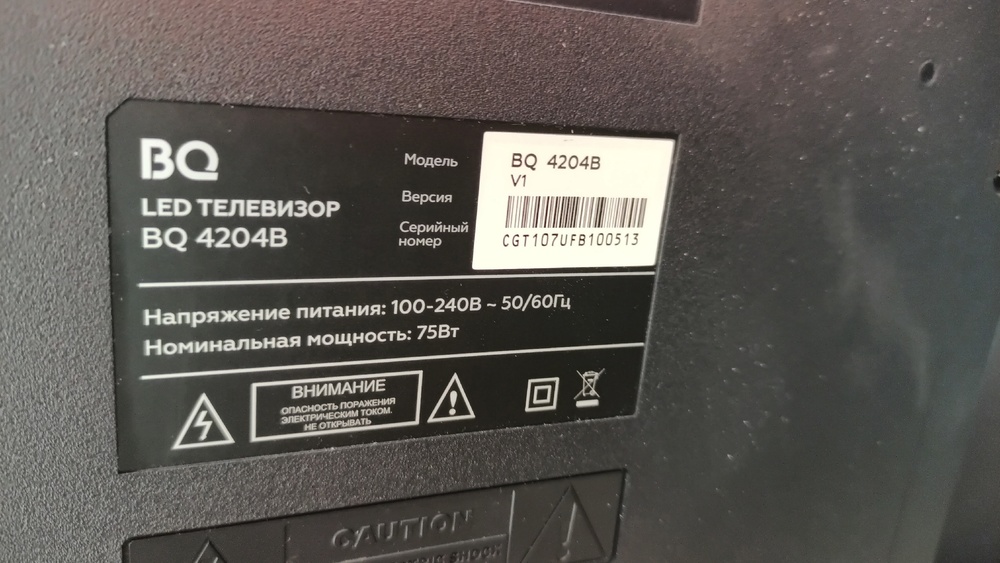 BQ
LED ТЕЛЕВИЗОР
BQ 4204B
Модель
BQ 4204B
Версия
V1
Серийный
номер
CGT107UFB100513
Напряжение питания: 100-240В ~ 50/60Гц
Номинальная мощность: 75Вт
ВНИМАНИЕ
ОПАСНОСТЬ ПОРАЖЕНИЯ
ЭЛЕКТРИЧЕСКИМ ТОКОМ.
НЕ ОТКРЫВАТЬ
CAUTION
SHOCK